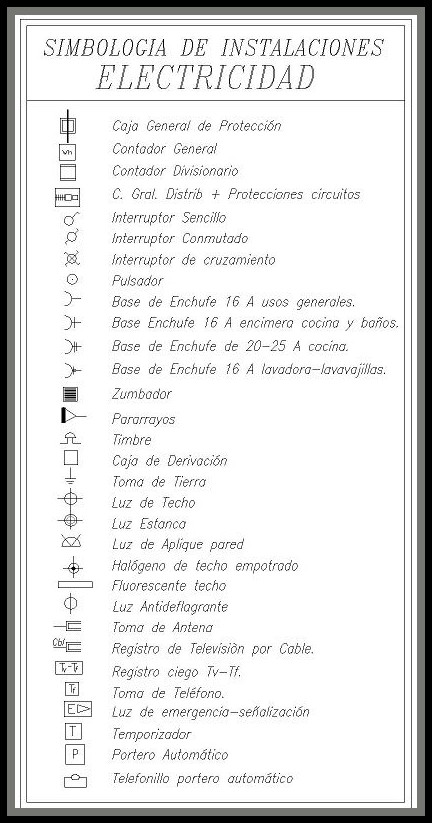 SIMBOLOGIA DE INSTALACIONES
ELECTRICIDAD
Caja General de Protección
Vh Contador General
Contador Divisionario
C. Gral. Distrib + Protecciones circuitos
Interruptor Sencillo
Interruptor Conmutado
Interruptor de cruzamiento
Pulsador
Base de Enchufe 16 A usos generales.
Base Enchufe 16 A encimera cocina y baños.
Base de Enchufe de 20-25 A cocina.
Base de Enchufe 16 A lavadora-lavavajillas.
Zumbador
Pararrayos
Timbre
Caja de Derivación
Toma de Tierra
Luz de Techo
Luz Estanca
Luz de Aplique pared
Halógeno de techo empotrado
Fluorescente techo
Luz Antideflagrante
Toma de Antena
Cbl Registro de Televisiòn por Cable.
Tv-Tf Registro ciego Tv-Tf.
Tf Toma de Teléfono.
E Luz de emergencia-señalización
T Temporizador
P Portero Automático
Telefonillo portero automático